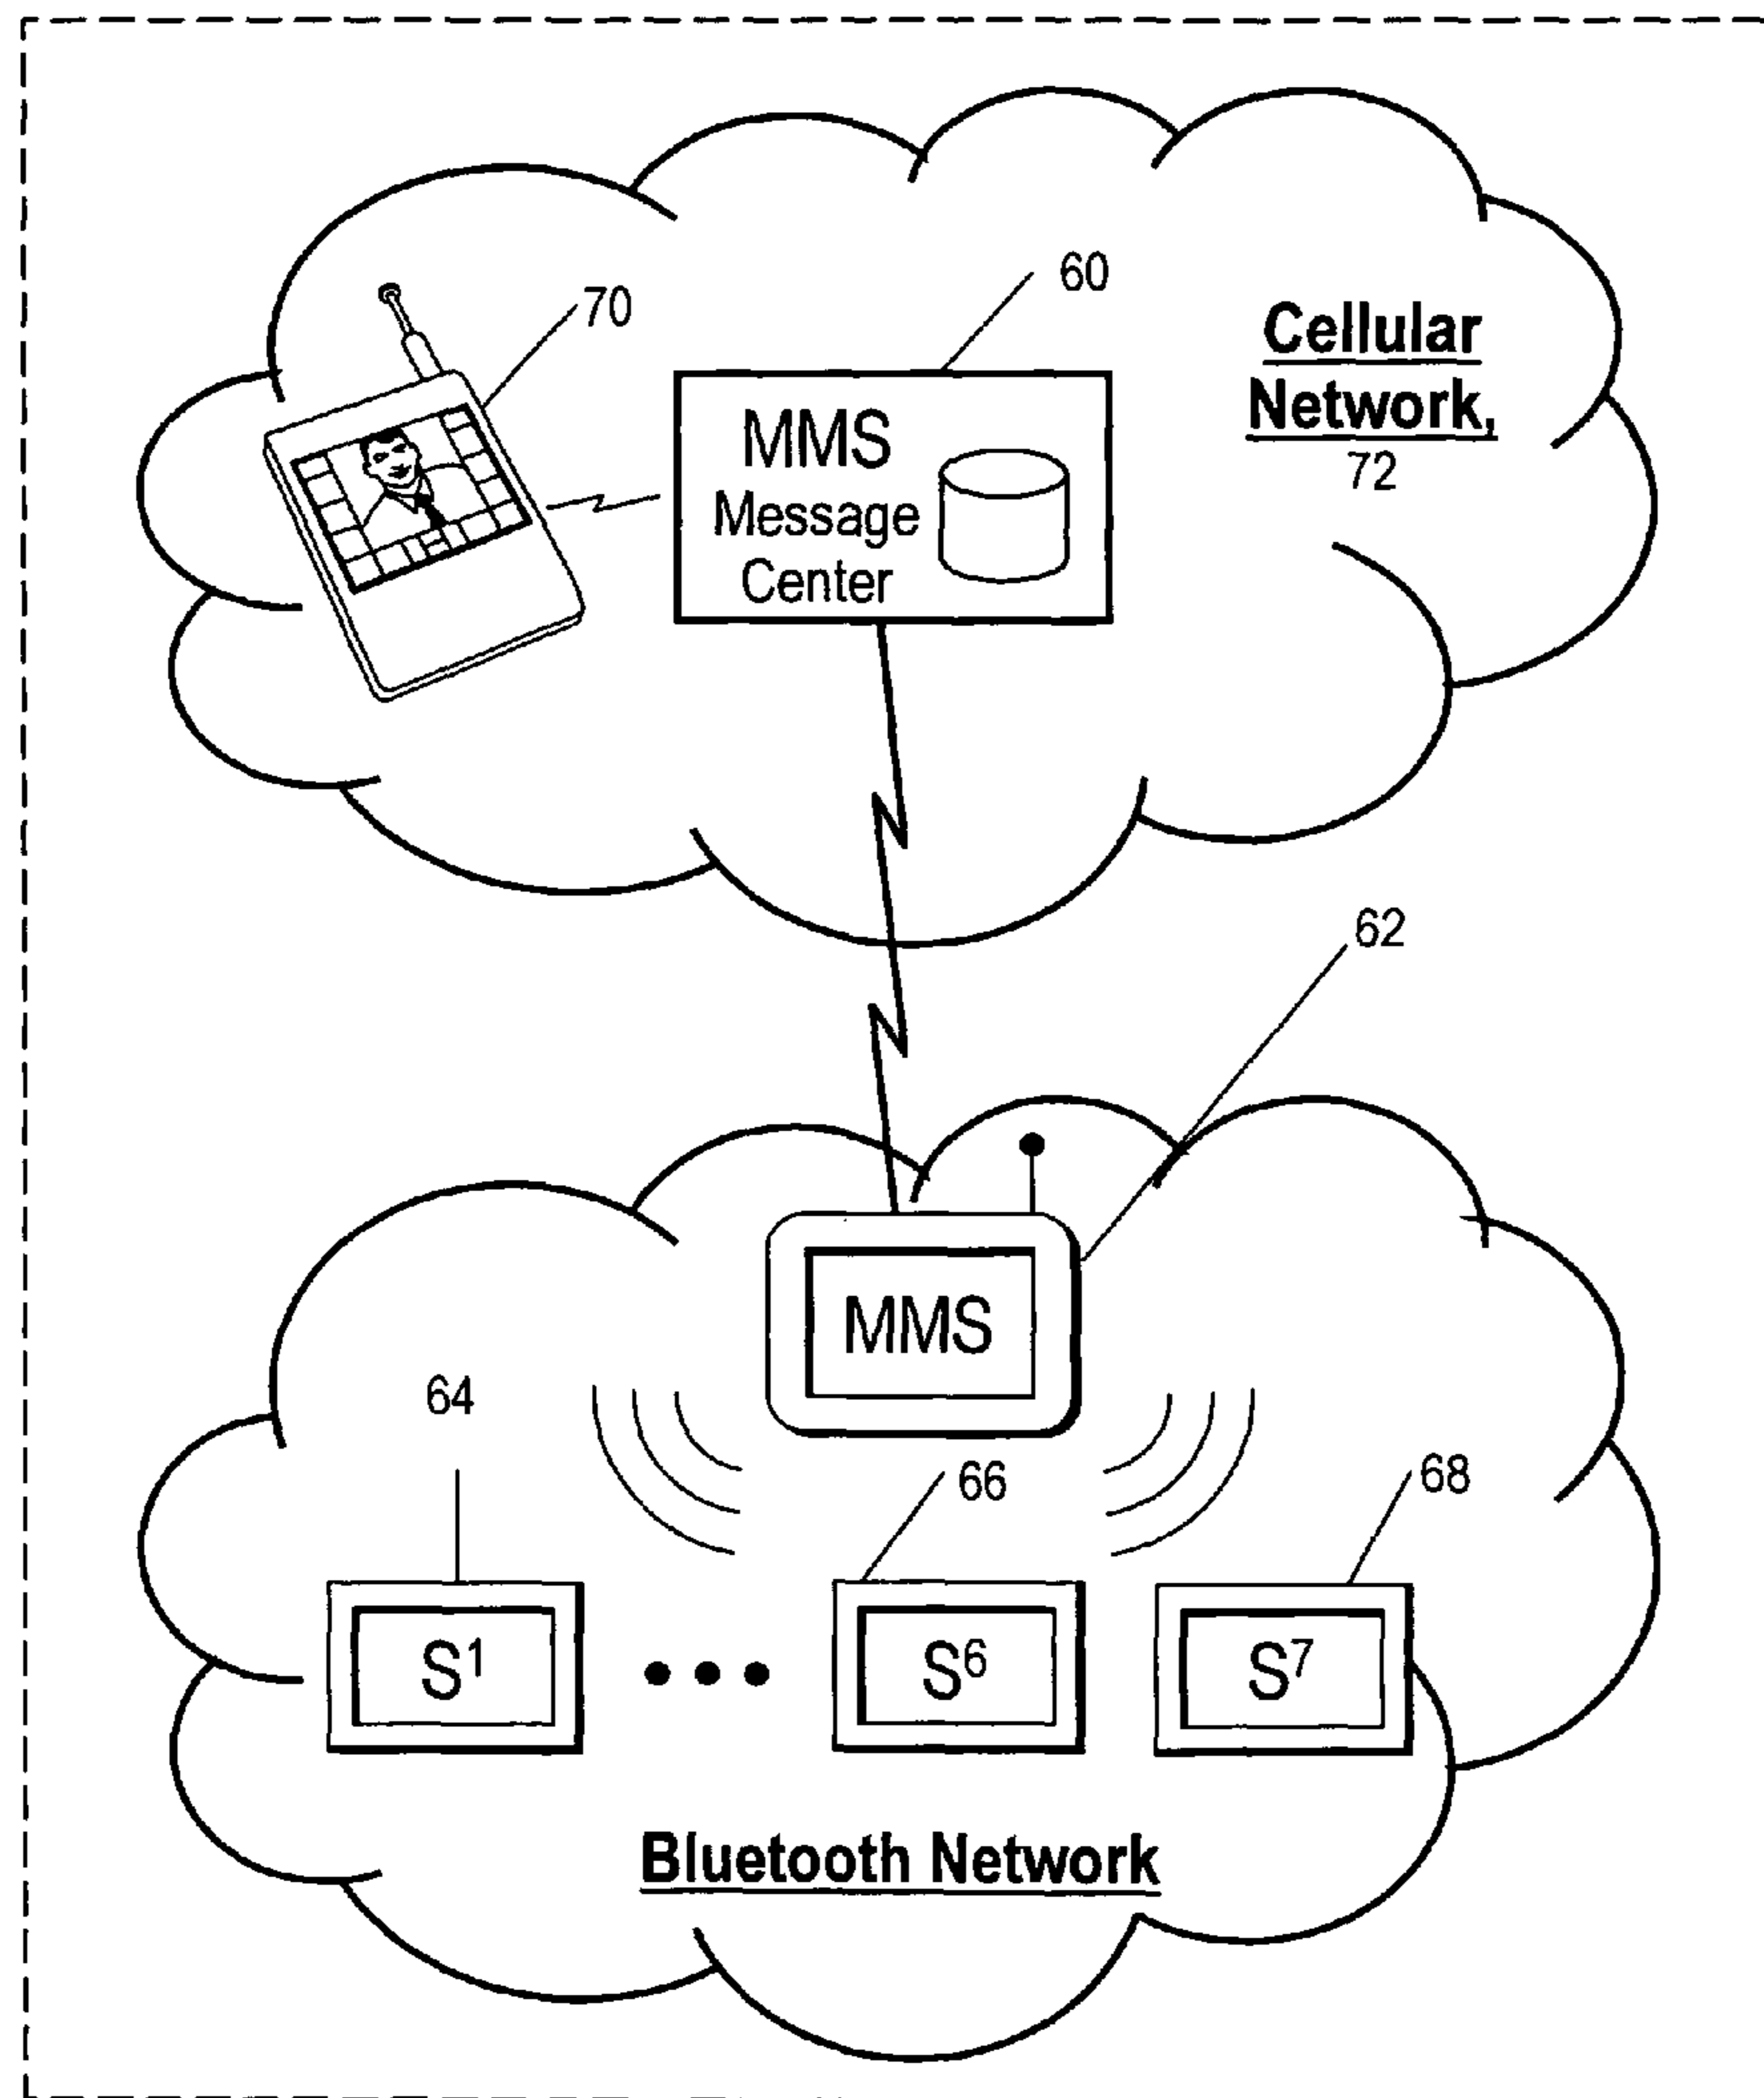 60
70
Cellular
Network,
72
MMS
Message
Center
62
MMS
64
66
68
S¹
S⁶
S⁷
Bluetooth Network